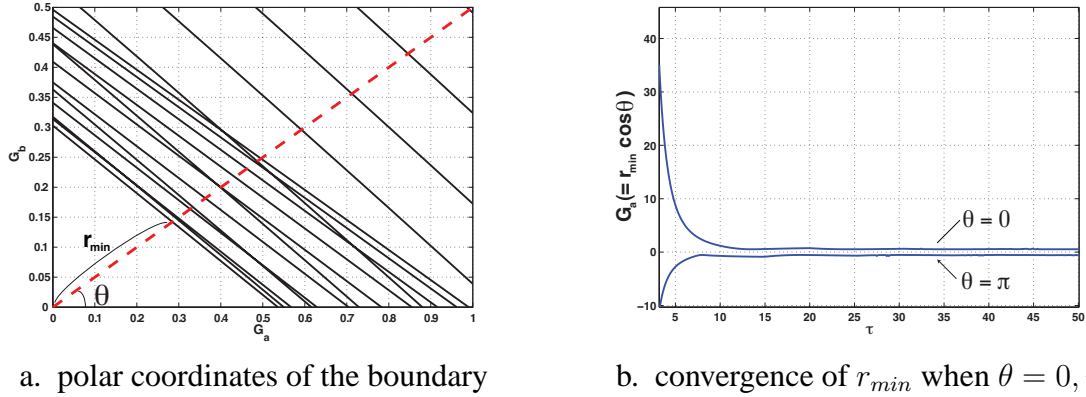 0.5
0.45
0.4
0.35
0.3
0.25
0.2
0.15
0.1
0.05
0
G_b
r_min
θ
0 0.1 0.2 0.3 0.4 0.5 0.6 0.7 0.8 0.9 1
G_a
a. polar coordinates of the boundary
40
30
20
10
0
−10
G_a(= r_min cosθ)
θ = 0
θ = π
5 10 15 20 25 30 35 40 45 50
τ
b. convergence of r_min when θ = 0,